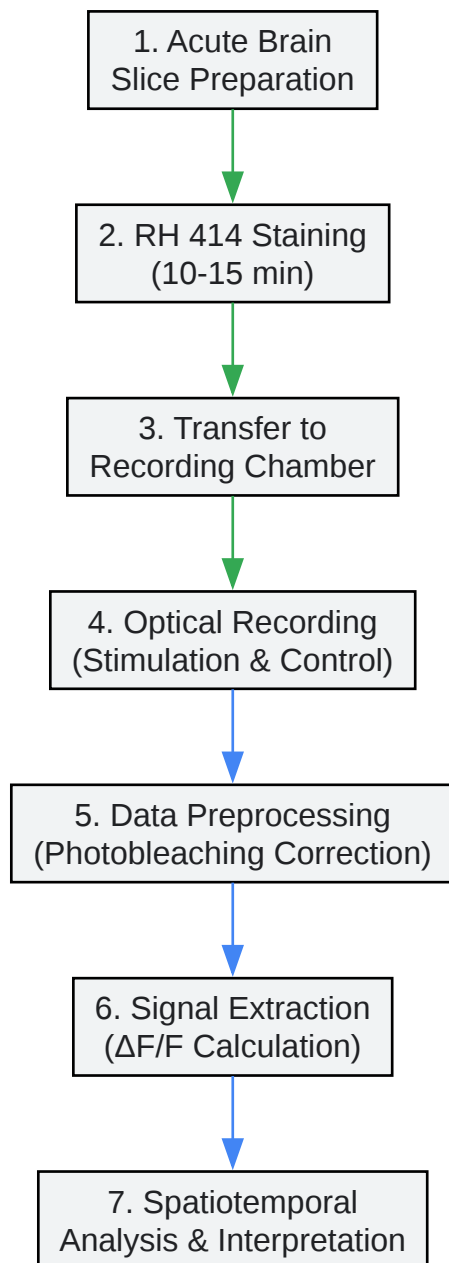 1. Acute Brain
Slice Preparation
2. RH 414 Staining
(10-15 min)
3. Transfer to
Recording Chamber
4. Optical Recording
(Stimulation & Control)
5. Data Preprocessing
(Photobleaching Correction)
6. Signal Extraction
(ΔF/F Calculation)
7. Spatiotemporal
Analysis & Interpretation